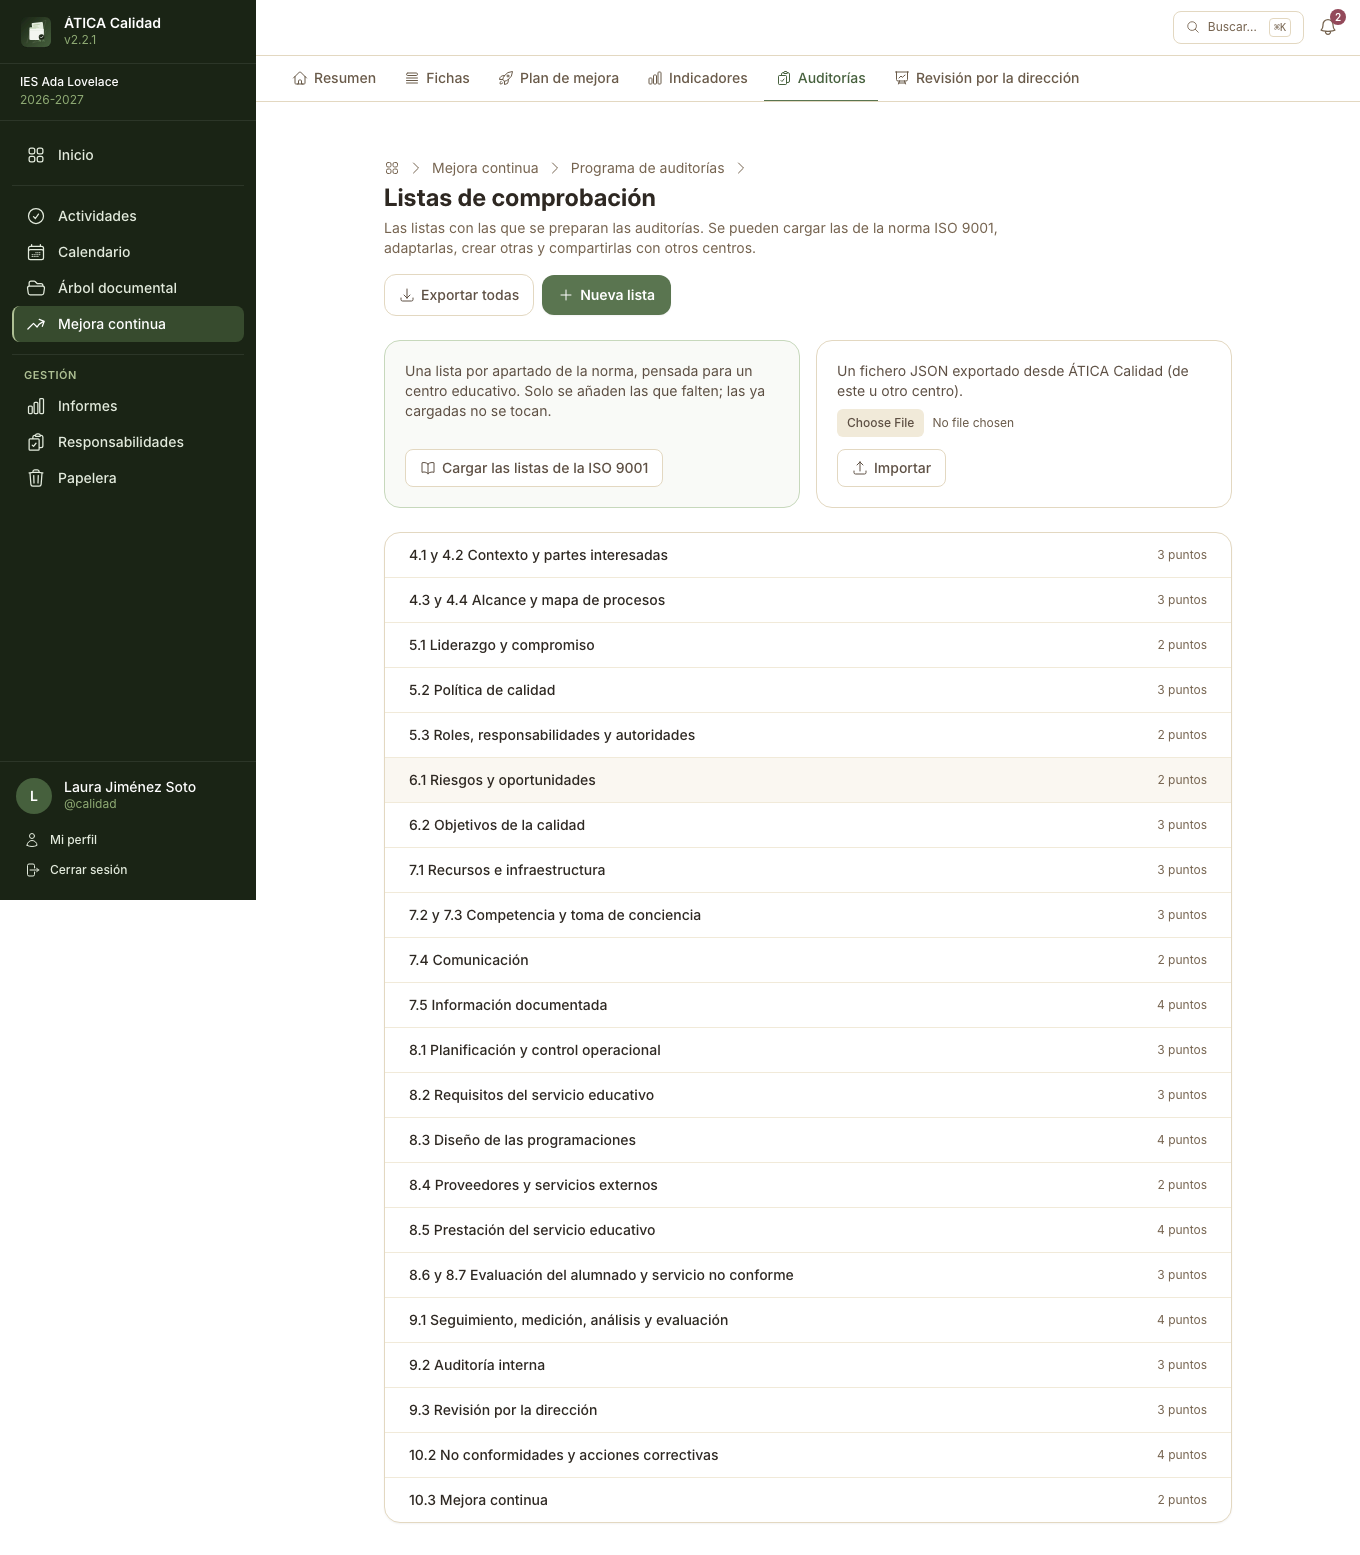 ÁTICA Calidad
v2.2.1
IES Ada Lovelace
2026-2027
Inicio
Actividades
Calendario
Árbol documental
Mejora continua
GESTIÓN
Informes
Responsabilidades
Papelera
L
Laura Jiménez Soto
@calidad
Mi perfil
Cerrar sesión
Buscar...
⌘K
2
Resumen
Fichas
Plan de mejora
Indicadores
Auditorías
Revisión por la dirección
Mejora continua
Programa de auditorías
Listas de comprobación
Las listas con las que se preparan las auditorías. Se pueden cargar las de la norma ISO 9001,
adaptarlas, crear otras y compartirlas con otros centros.
Exportar todas
Nueva lista
Una lista por apartado de la norma, pensada para un
centro educativo. Solo se añaden las que falten; las ya
cargadas no se tocan.
Cargar las listas de la ISO 9001
Un fichero JSON exportado desde ÁTICA Calidad (de
este u otro centro).
Choose File No file chosen
Importar
4.1 y 4.2 Contexto y partes interesadas 3 puntos
4.3 y 4.4 Alcance y mapa de procesos 3 puntos
5.1 Liderazgo y compromiso 2 puntos
5.2 Política de calidad 3 puntos
5.3 Roles, responsabilidades y autoridades 2 puntos
6.1 Riesgos y oportunidades 2 puntos
6.2 Objetivos de la calidad 3 puntos
7.1 Recursos e infraestructura 3 puntos
7.2 y 7.3 Competencia y toma de conciencia 3 puntos
7.4 Comunicación 2 puntos
7.5 Información documentada 4 puntos
8.1 Planificación y control operacional 3 puntos
8.2 Requisitos del servicio educativo 3 puntos
8.3 Diseño de las programaciones 4 puntos
8.4 Proveedores y servicios externos 2 puntos
8.5 Prestación del servicio educativo 4 puntos
8.6 y 8.7 Evaluación del alumnado y servicio no conforme 3 puntos
9.1 Seguimiento, medición, análisis y evaluación 4 puntos
9.2 Auditoría interna 3 puntos
9.3 Revisión por la dirección 3 puntos
10.2 No conformidades y acciones correctivas 4 puntos
10.3 Mejora continua 2 puntos